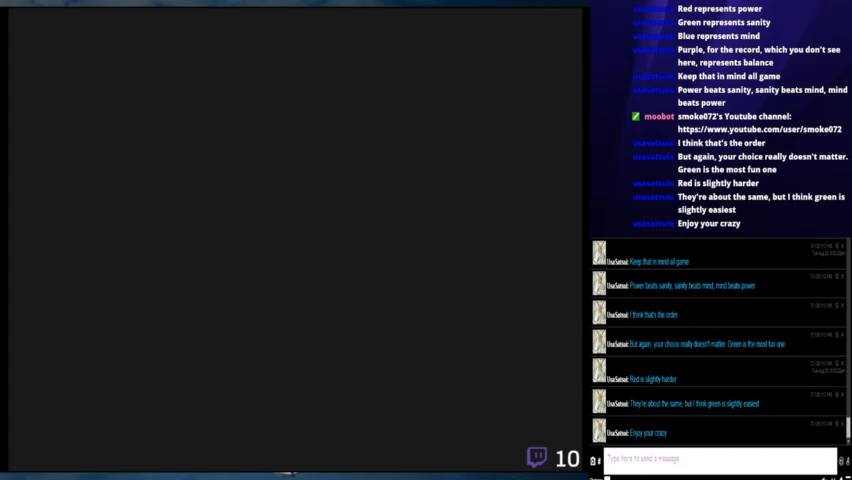 Red represents power
Green represents sanity
Blue represents mind
Purple, for the record, which you don't see
here, represents balance
Keep that in mind all game
Power beats sanity, sanity beats mind, mind
beats power
moobot smoke072's Youtube channel:
https://www.youtube.com/user/smoke072
I think that's the order
But again, your choice really doesn't matter.
Green is the most fun one
Red is slightly harder
They're about the same, but I think green is
slightly easiest
Enjoy your crazy
UsaSatsui: Keep that in mind all game
UsaSatsui: Power beats sanity, sanity beats mind, mind beats power
UsaSatsui: I think that's the order
UsaSatsui: But again, your choice really doesn't matter. Green is the most fun one
UsaSatsui: Red is slightly harder
UsaSatsui: They're about the same, but I think green is slightly easiest
UsaSatsui: Enjoy your crazy
Type here to send a message
10